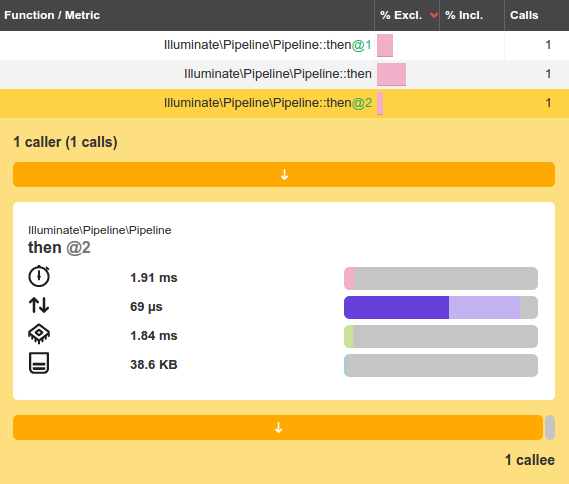 Function / Metric % Excl. % Incl. Calls
Illuminate\Pipeline\Pipeline::then@1 1
Illuminate\Pipeline\Pipeline::then 1
Illuminate\Pipeline\Pipeline::then@2 1
1 caller (1 calls)
Illuminate\Pipeline\Pipeline
then @2
1.91 ms
69 µs
1.84 ms
38.6 KB
1 callee